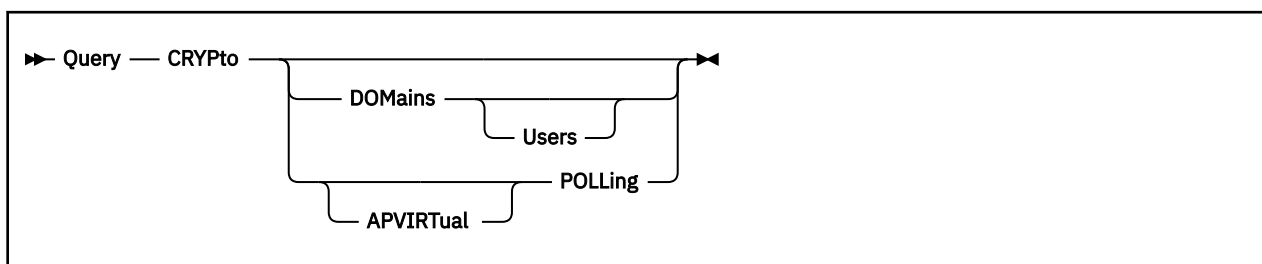 Query CRYPto
DOMains
Users
POLLing
APVIRTual